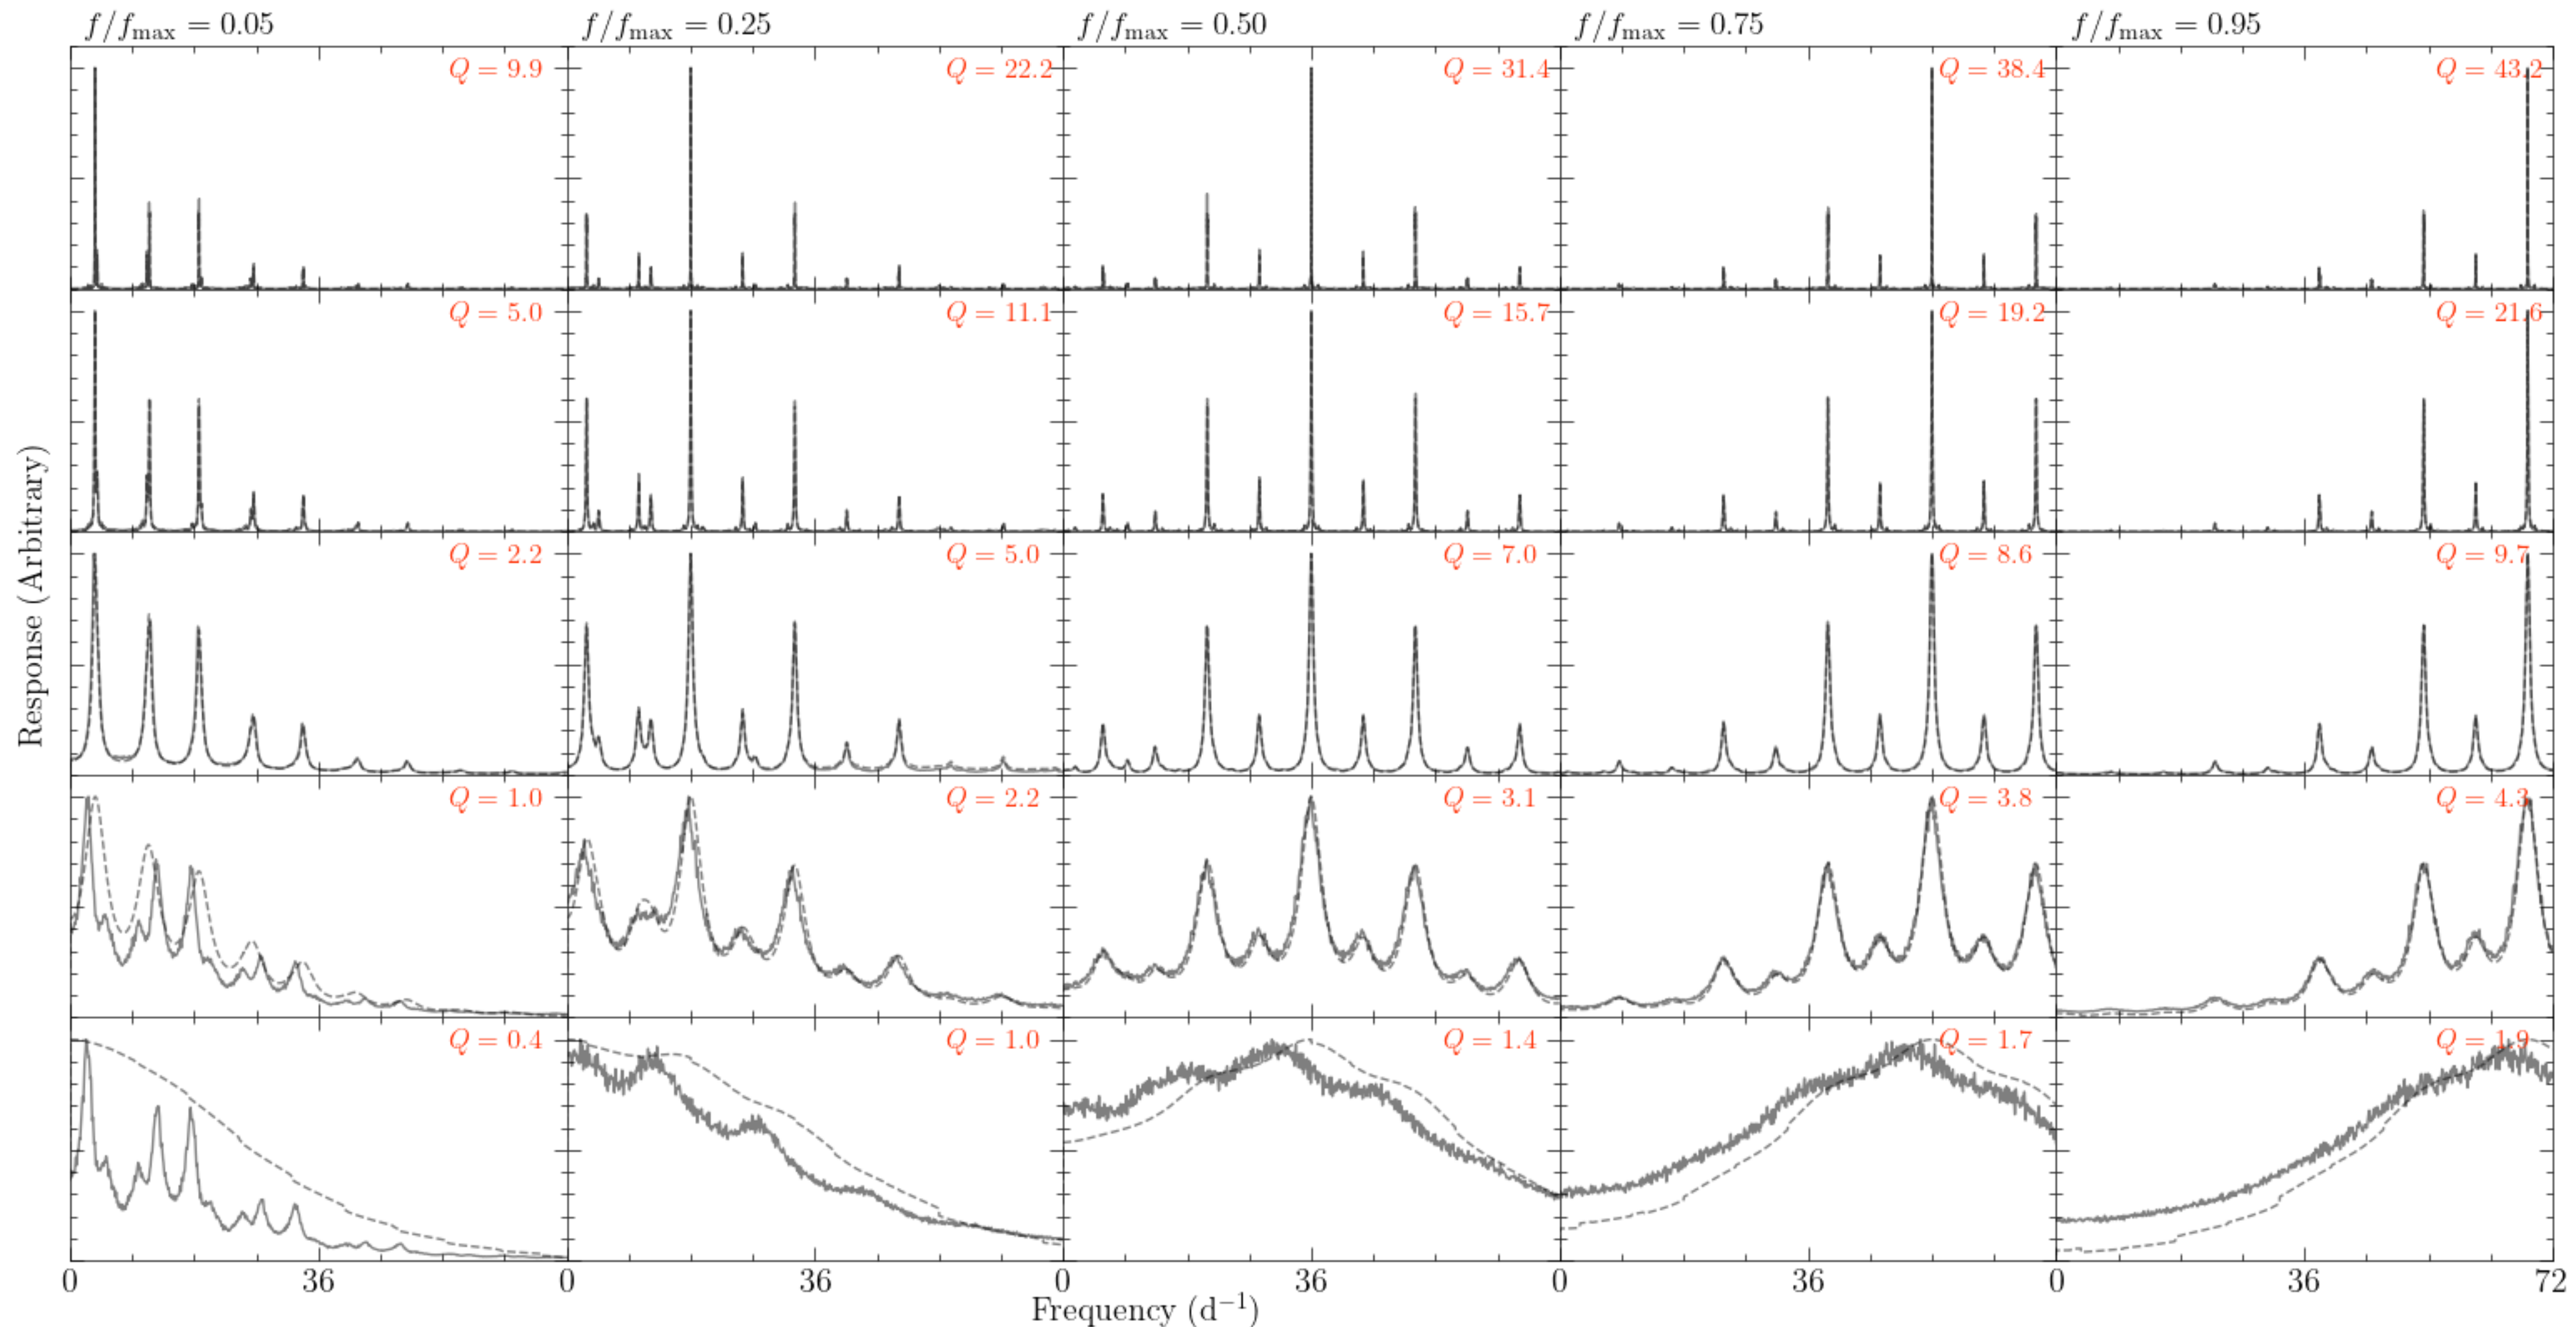 f/fmax = 0.05 f/fmax = 0.25 f/fmax = 0.50 f/fmax = 0.75 f/fmax = 0.95
Q = 9.9 Q = 22.2 Q = 31.4 Q = 38.4 Q = 43.2
Q = 5.0 Q = 11.1 Q = 15.7 Q = 19.2 Q = 21.6
Q = 2.2 Q = 5.0 Q = 7.0 Q = 8.6 Q = 9.7
Response (Arbitrary)
Q = 1.0 Q = 2.2 Q = 3.1 Q = 3.8 Q = 4.3
Q = 0.4 Q = 1.0 Q = 1.4 Q = 1.7 Q = 1.9
0 36 0 36 0 36 0 36 0 36 72
Frequency (d⁻¹)